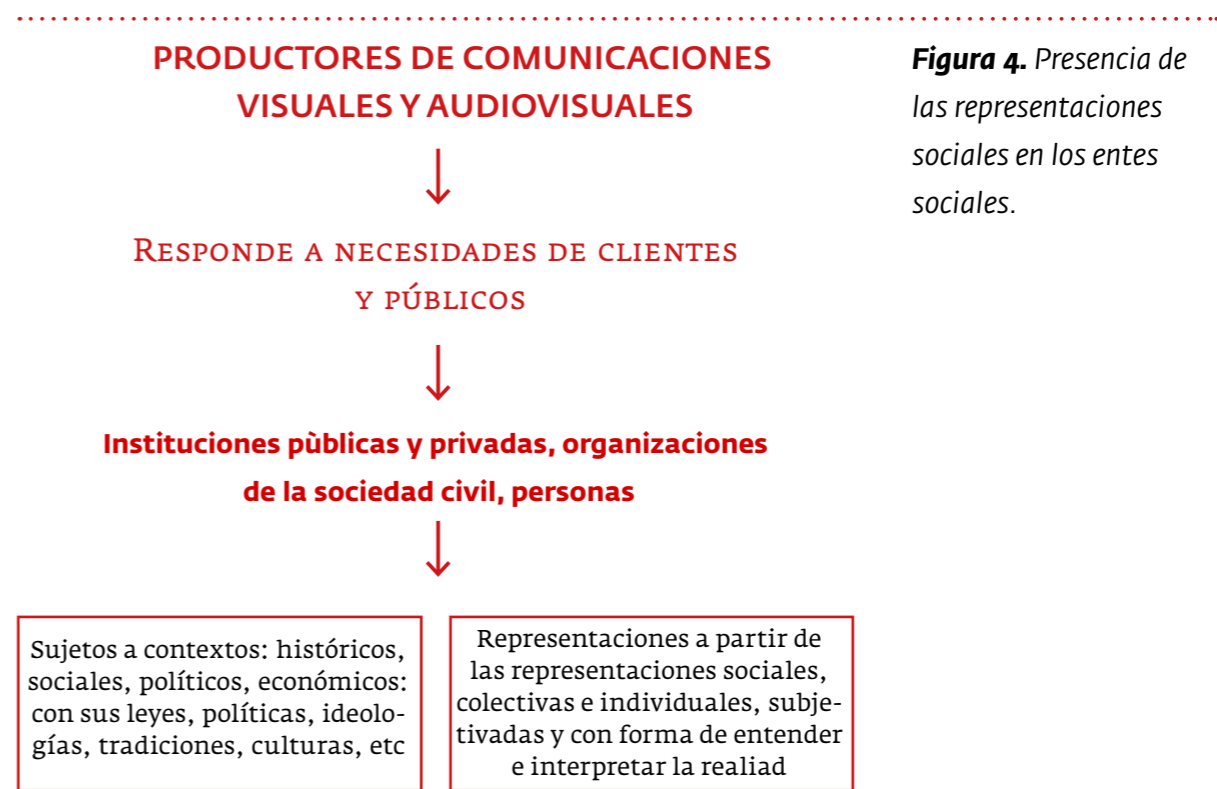 PRODUCTORES DE COMUNICACIONES
VISUALES Y AUDIOVISUALES
RESPONDE A NECESIDADES DE CLIENTES
Y PÚBLICOS
Instituciones pùblicas y privadas, organizaciones
de la sociedad civil, personas
Sujetos a contextos: históricos,
sociales, políticos, económicos:
con sus leyes, políticas, ideolo-
gías, tradiciones, culturas, etc
Representaciones a partir de
las representaciones sociales,
colectivas e individuales, subje-
tivadas y con forma de entender
e interpretar la realiad
Figura 4. Presencia de
las representaciones
sociales en los entes
sociales.